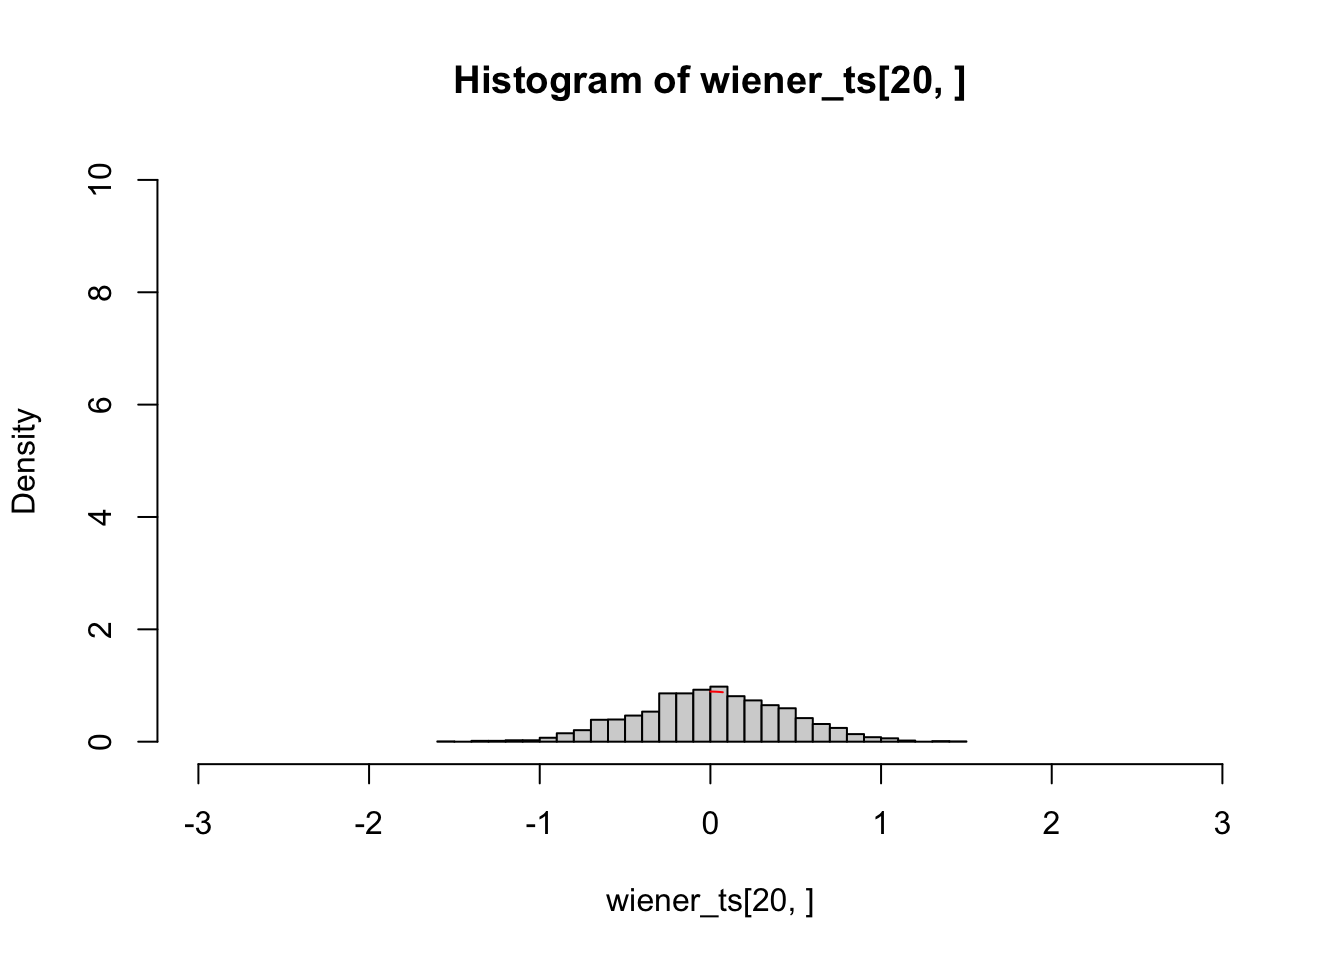 Histogram of wiener_ts[20, ]
Density
10
8
6
4
2
0
-3 -2 -1 0 1 2 3
wiener_ts[20, ]